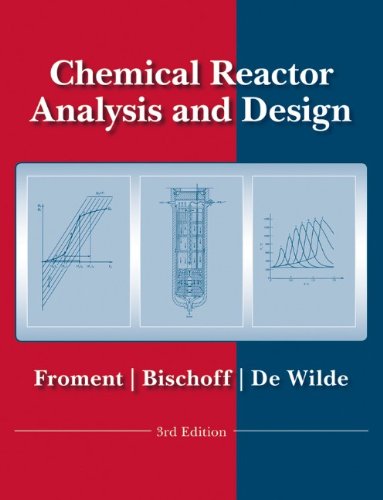 Chemical Reactor
Analysis and Design
Froment | Bischoff | De Wilde
3rd Edition